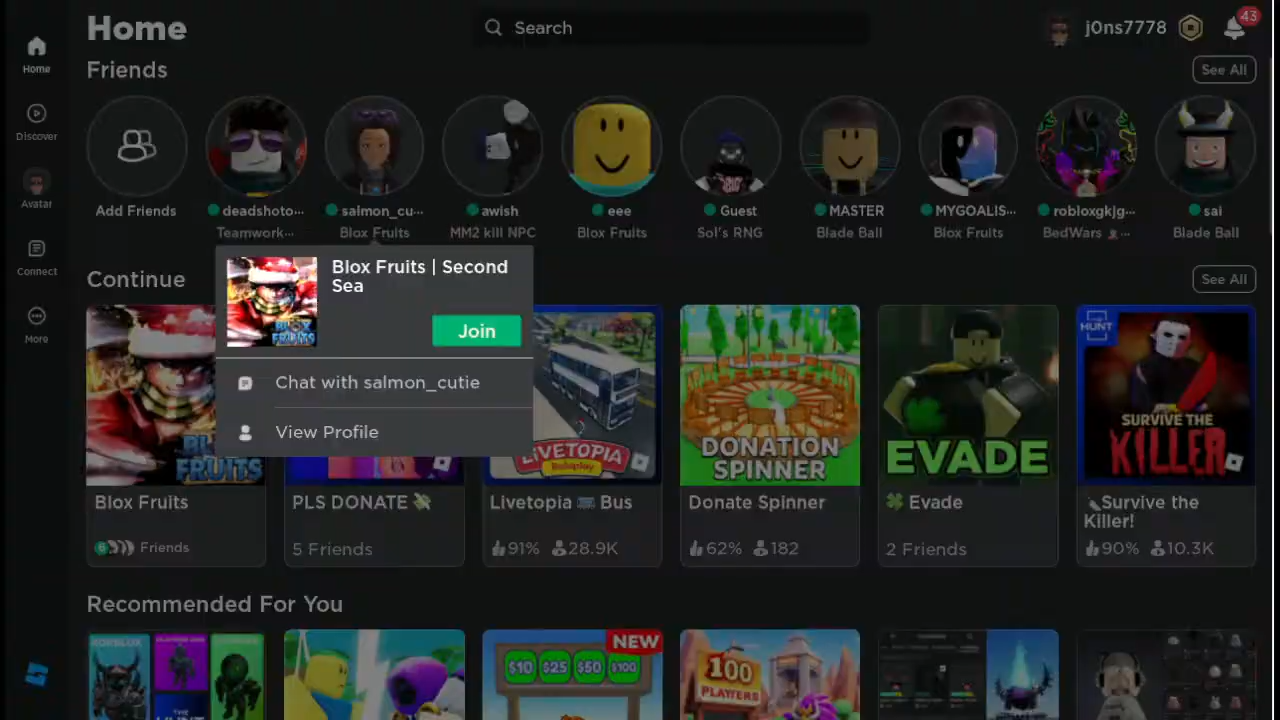 Home
Search
j0ns7778
43
Home
Discover
Avatar
Connect
More
Friends
See All
Add Friends
deadshoto...
Teamwork...
salmon_cu...
Blox Fruits
awish
MM2 kill NPC
eee
Blox Fruits
Guest
Sol's RNG
MASTER
Blade Ball
MYGOALIS...
Blox Fruits
robloxgkjg...
BedWars
sai
Blade Ball
Blox Fruits | Second
Sea
BLOX
FRUITS
Join
Chat with salmon_cutie
View Profile
Continue
See All
FRUITS
Blox Fruits
6
Friends
PLS DONATE
5 Friends
LIVETOPIA
Roleplay
Livetopia Bus
91% 28.9K
DONATION
SPINNER
Donate Spinner
62% 182
EVADE
Evade
2 Friends
HUNT
SURVIVE THE
KILLER!
Survive the
Killer!
90% 10.3K
Recommended For You
NEW
$10 $25 $50 $100
100
PLAYERS